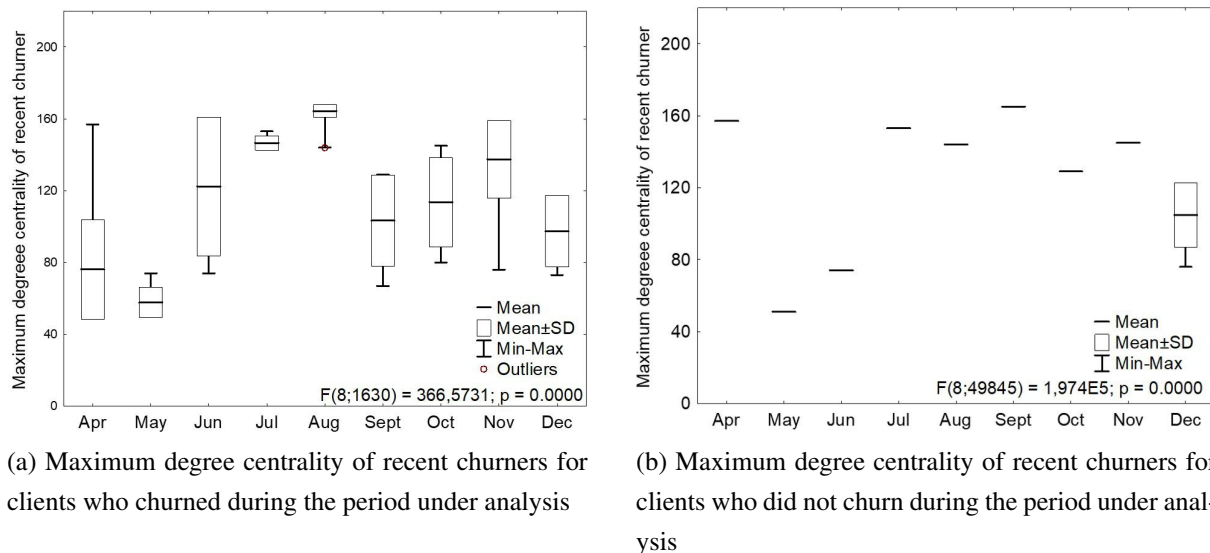 Maximum degree centrality of recent churner
200
160
120
80
40
0
Mean
Mean±SD
Min-Max
Outliers
F(8;1630) = 366,5731; p = 0.0000
Apr May Jun Jul Aug Sept Oct Nov Dec
(a) Maximum degree centrality of recent churners for
clients who churned during the period under analysis
Maximum degreee centrality of recent churner
200
160
120
80
40
0
Mean
Mean±SD
Min-Max
F(8;49845) = 1,974E5; p = 0.0000
Apr May Jun Jul Aug Sept Oct Nov Dec
(b) Maximum degree centrality of recent churners for
clients who did not churn during the period under anal-
ysis